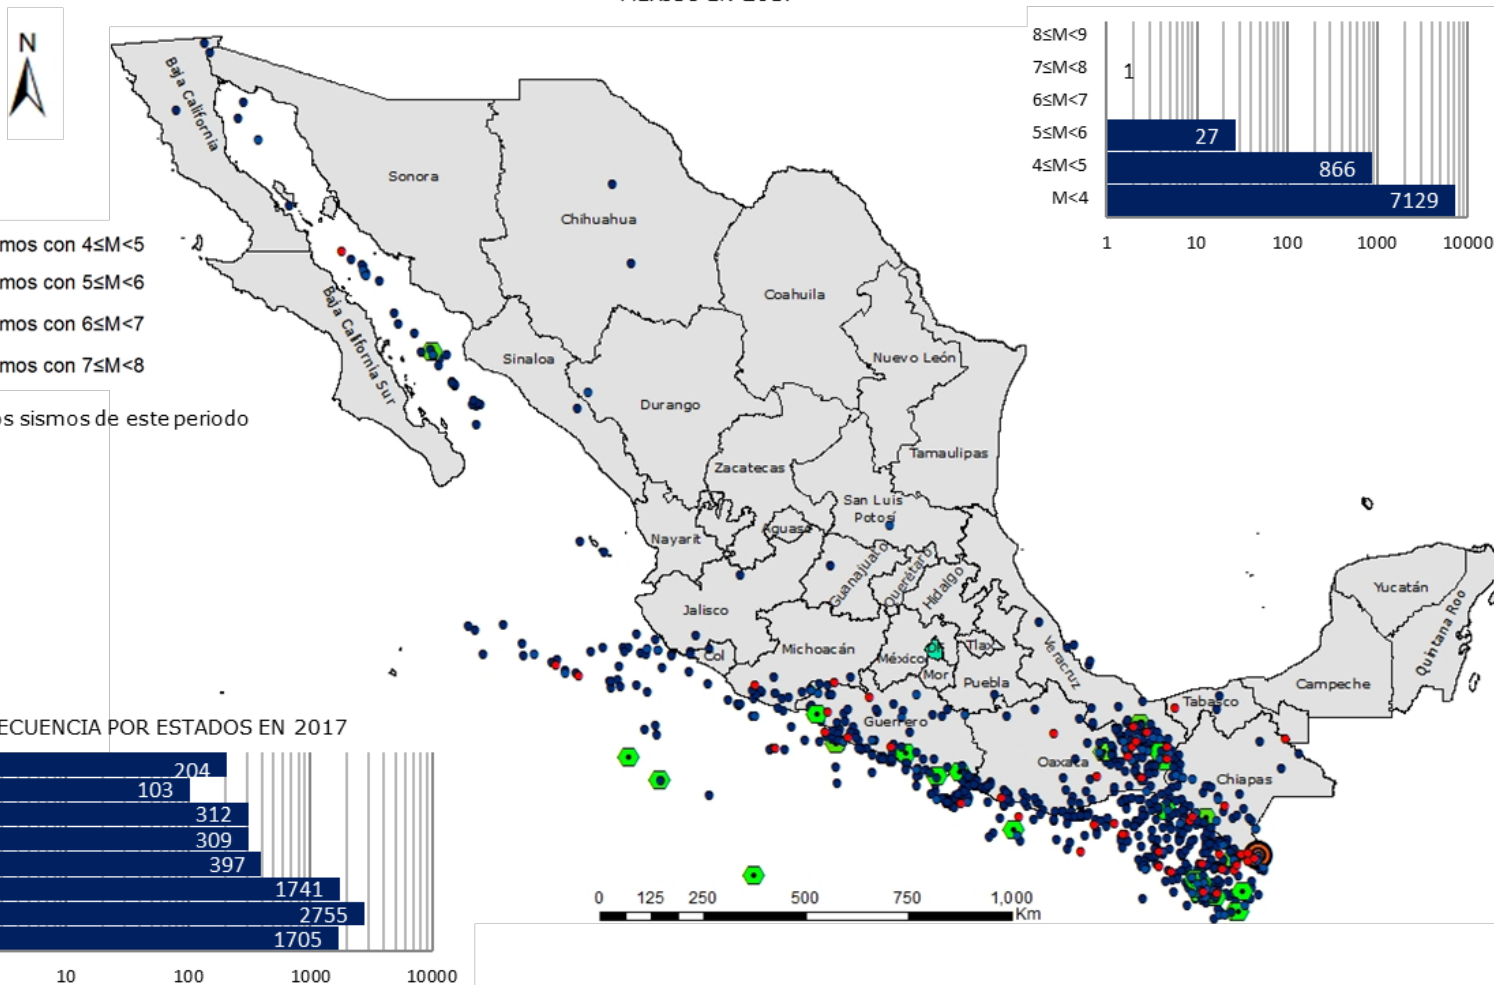 N
8≤M<9
7≤M<8
1
6≤M<7
5≤M<6
27
4≤M<5
866
M<4
7129
1 10 100 1000 10000
mos con 4≤M<5
mos con 5≤M<6
mos con 6≤M<7
mos con 7≤M<8
os sismos de este periodo
Baja California
Sonora
Chihuahua
Coahuila
Baja California Sur
Sinaloa
Nuevo León
Durango
Tamaulipas
Zacatecas
San Luis
Potosí
Aguasc
Nayarit
Guanajuato
Querétaro
Hidalgo
Jalisco
Yucatán
Quintana Roo
Col
Michoacán
México
DF
Tlax
Veracruz
Mor
Puebla
Campeche
Tabasco
Guerrero
Oaxaca
Chiapas
ECUENCIA POR ESTADOS EN 2017
204
103
312
309
397
1741
2755
1705
10 100 1000 10000
0 125 250 500 750 1,000
Km